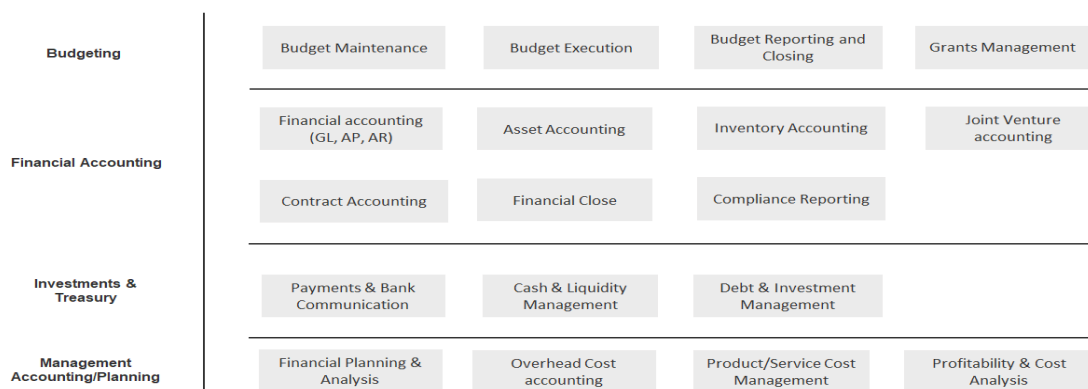 Budgeting
Budget Maintenance
Budget Execution
Budget Reporting and
Closing
Grants Management
Financial Accounting
Financial accounting
(GL, AP, AR)
Asset Accounting
Inventory Accounting
Joint Venture
accounting
Contract Accounting
Financial Close
Compliance Reporting
Investments &
Treasury
Payments & Bank
Communication
Cash & Liquidity
Management
Debt & Investment
Management
Management
Accounting/Planning
Financial Planning &
Analysis
Overhead Cost
accounting
Product/Service Cost
Management
Profitability & Cost
Analysis